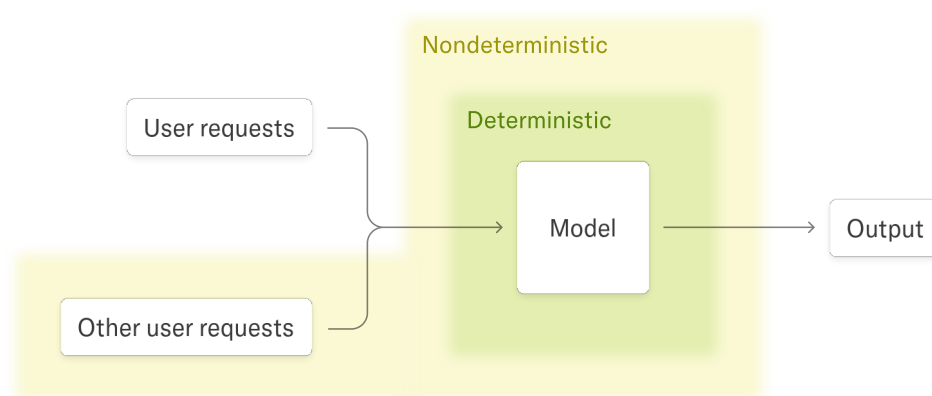 Nondeterministic
Deterministic
User requests
Model
Output
Other user requests